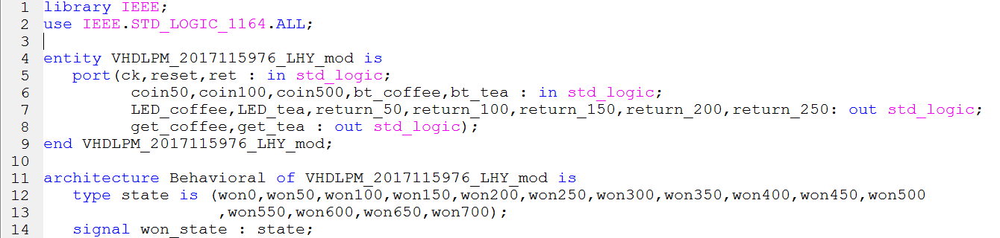 1 library IEEE;
2 use IEEE.STD_LOGIC_1164.ALL;
3
4 entity VHDLPM_2017115976_LHY_mod is
5 port(ck,reset,ret : in std_logic;
6 coin50,coin100,coin500,bt_coffee,bt_tea : in std_logic;
7 LED_coffee,LED_tea,return_50,return_100,return_150,return_200,return_250: out std_logic;
8 get_coffee,get_tea : out std_logic);
9 end VHDLPM_2017115976_LHY_mod;
10
11 architecture Behavioral of VHDLPM_2017115976_LHY_mod is
12 type state is (won0,won50,won100,won150,won200,won250,won300,won350,won400,won450,won500
13 ,won550,won600,won650,won700);
14 signal won_state : state;